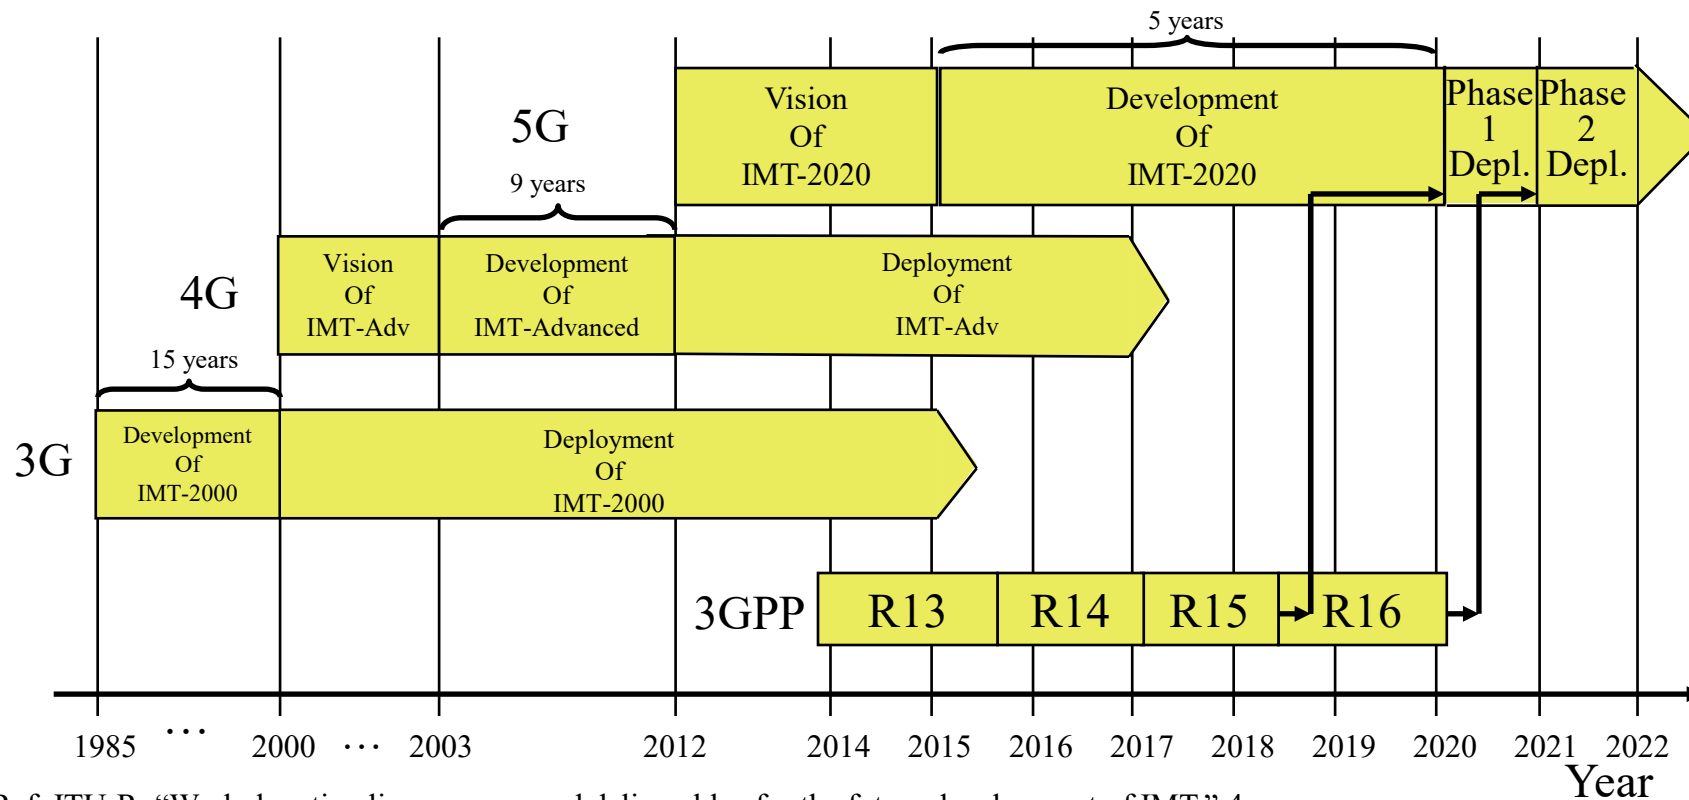 5 years
5G
Vision
Of
IMT-2020
Development
Of
IMT-2020
Phase
1
Depl.
Phase
2
Depl.
9 years
4G
Vision
Of
IMT-Adv
Development
Of
IMT-Advanced
Deployment
Of
IMT-Adv
15 years
3G
Development
Of
IMT-2000
Deployment
Of
IMT-2000
3GPP
R13
R14
R15
R16
1985 … 2000 … 2003 2012 2014 2015 2016 2017 2018 2019 2020 2021 2022
Year